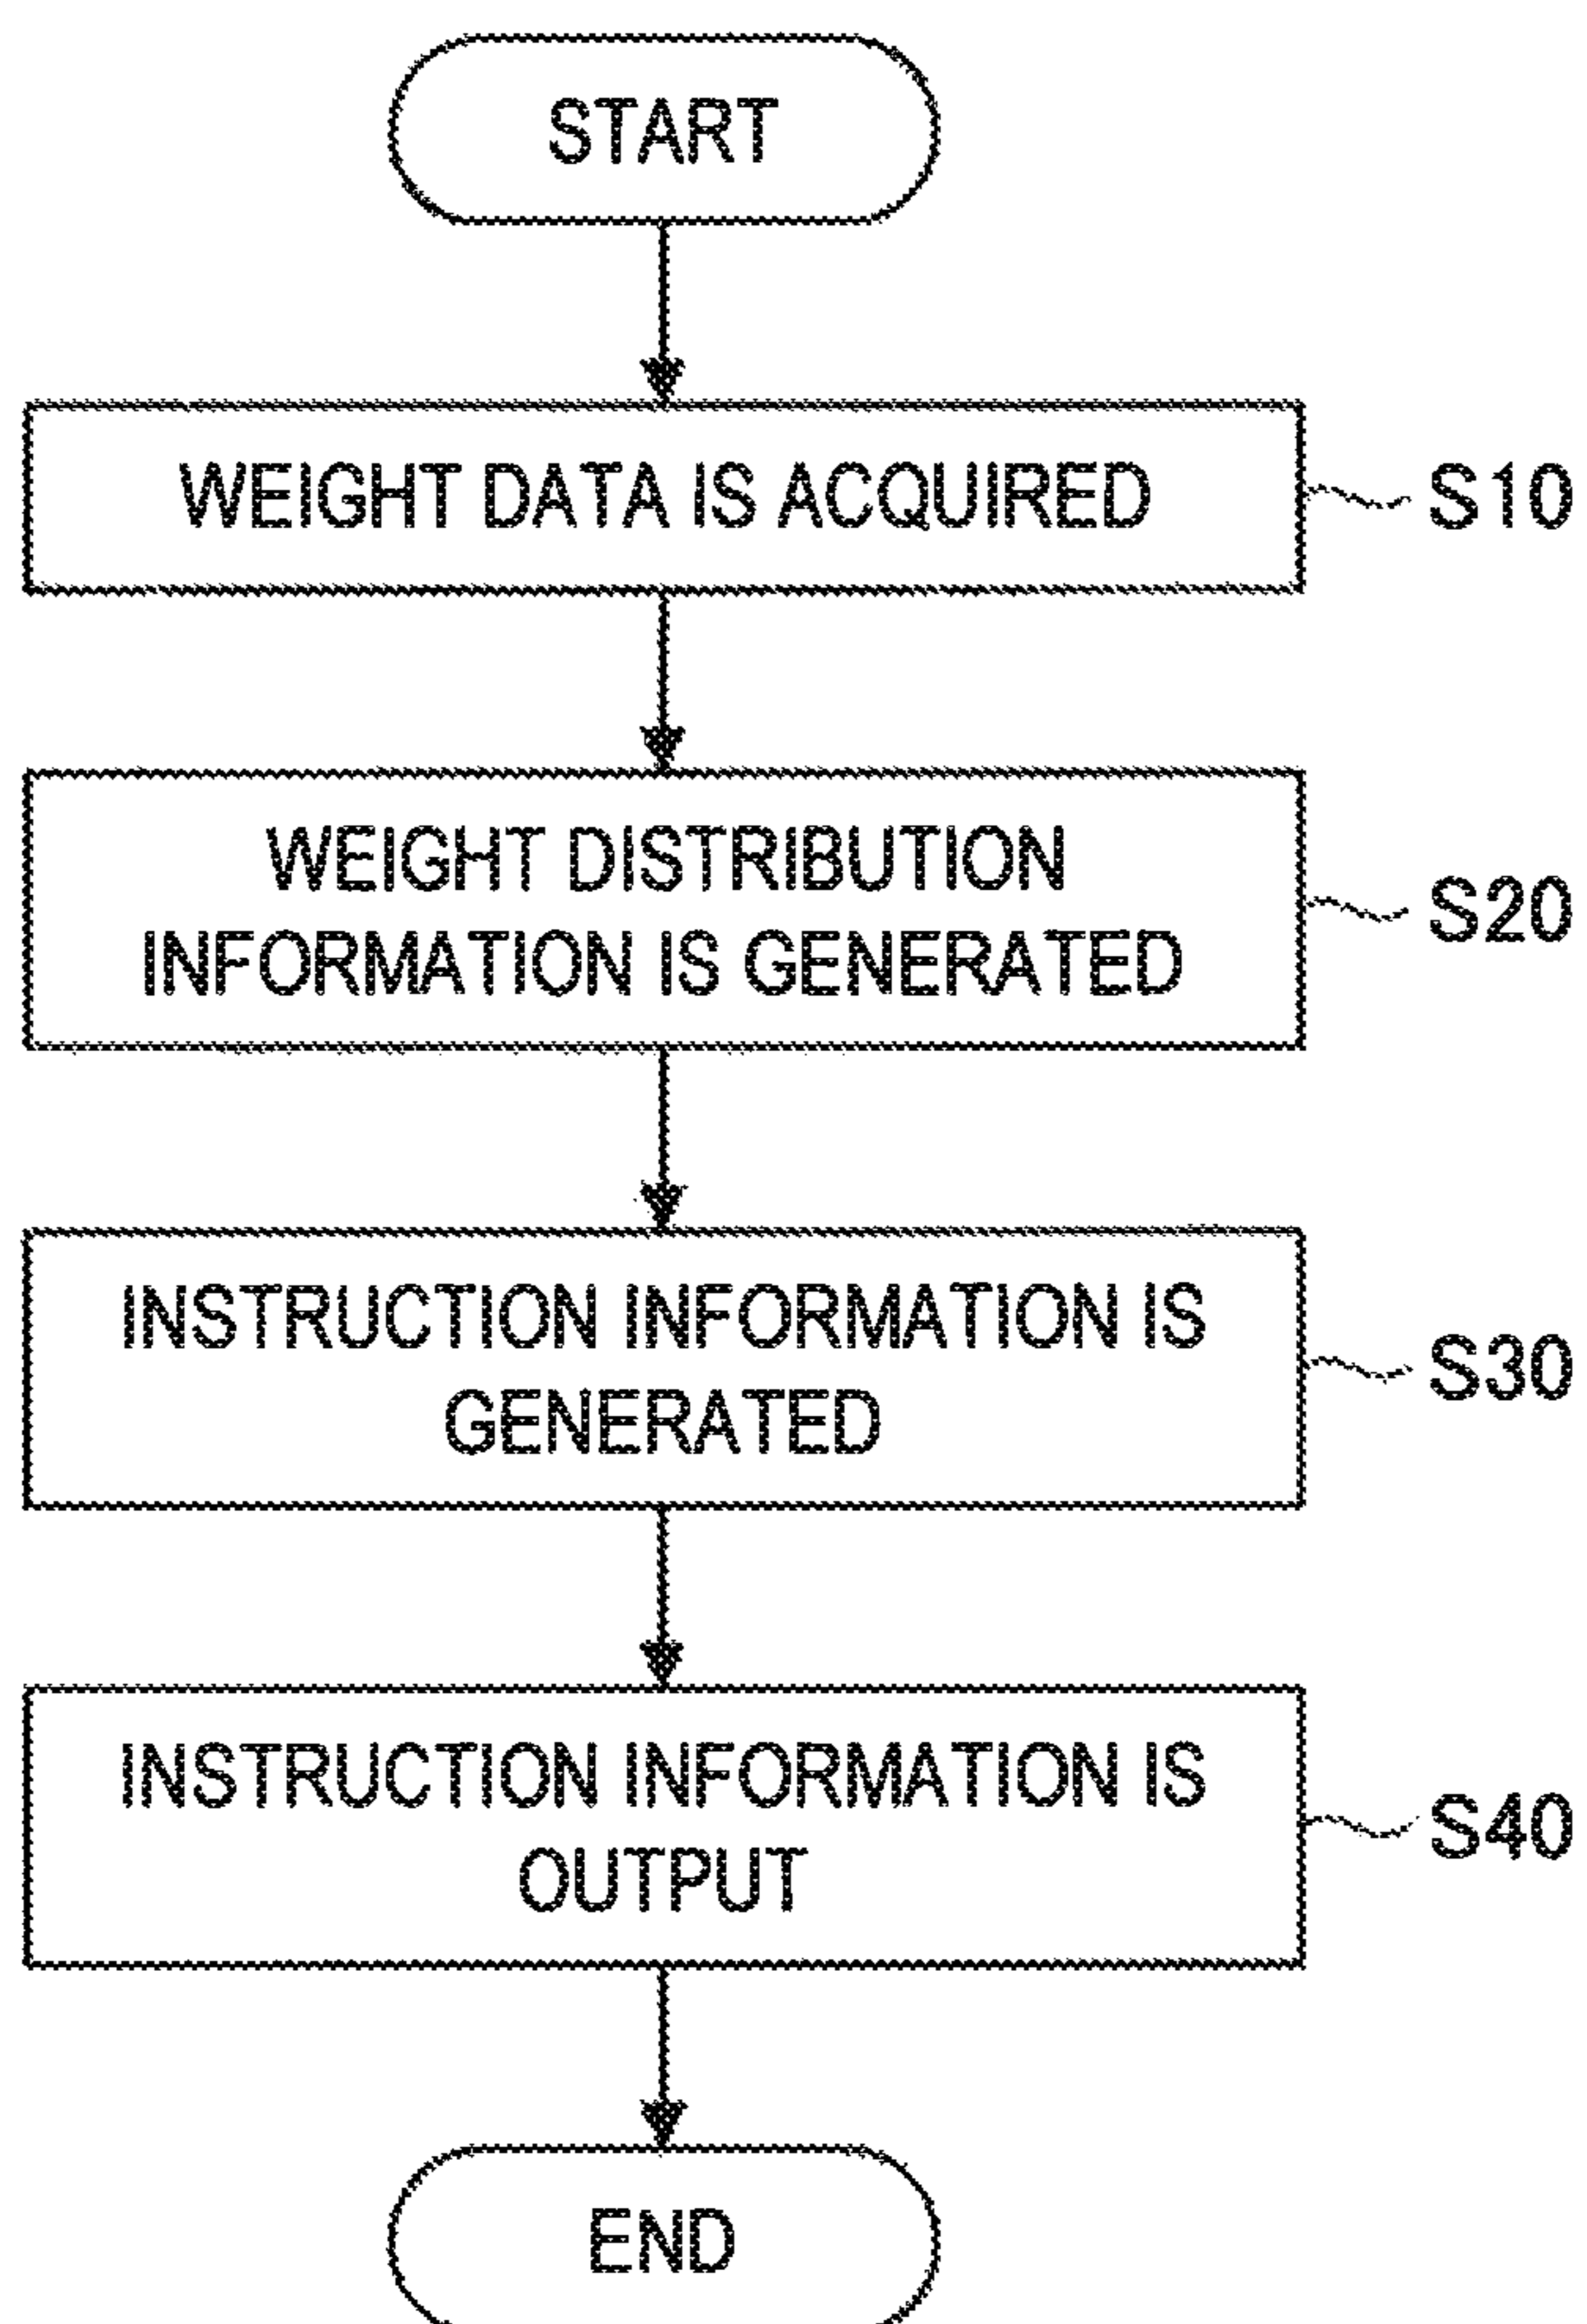 START
WEIGHT DATA IS ACQUIRED
S10
WEIGHT DISTRIBUTION
INFORMATION IS GENERATED
S20
INSTRUCTION INFORMATION IS
GENERATED
S30
INSTRUCTION INFORMATION IS
OUTPUT
S40
END